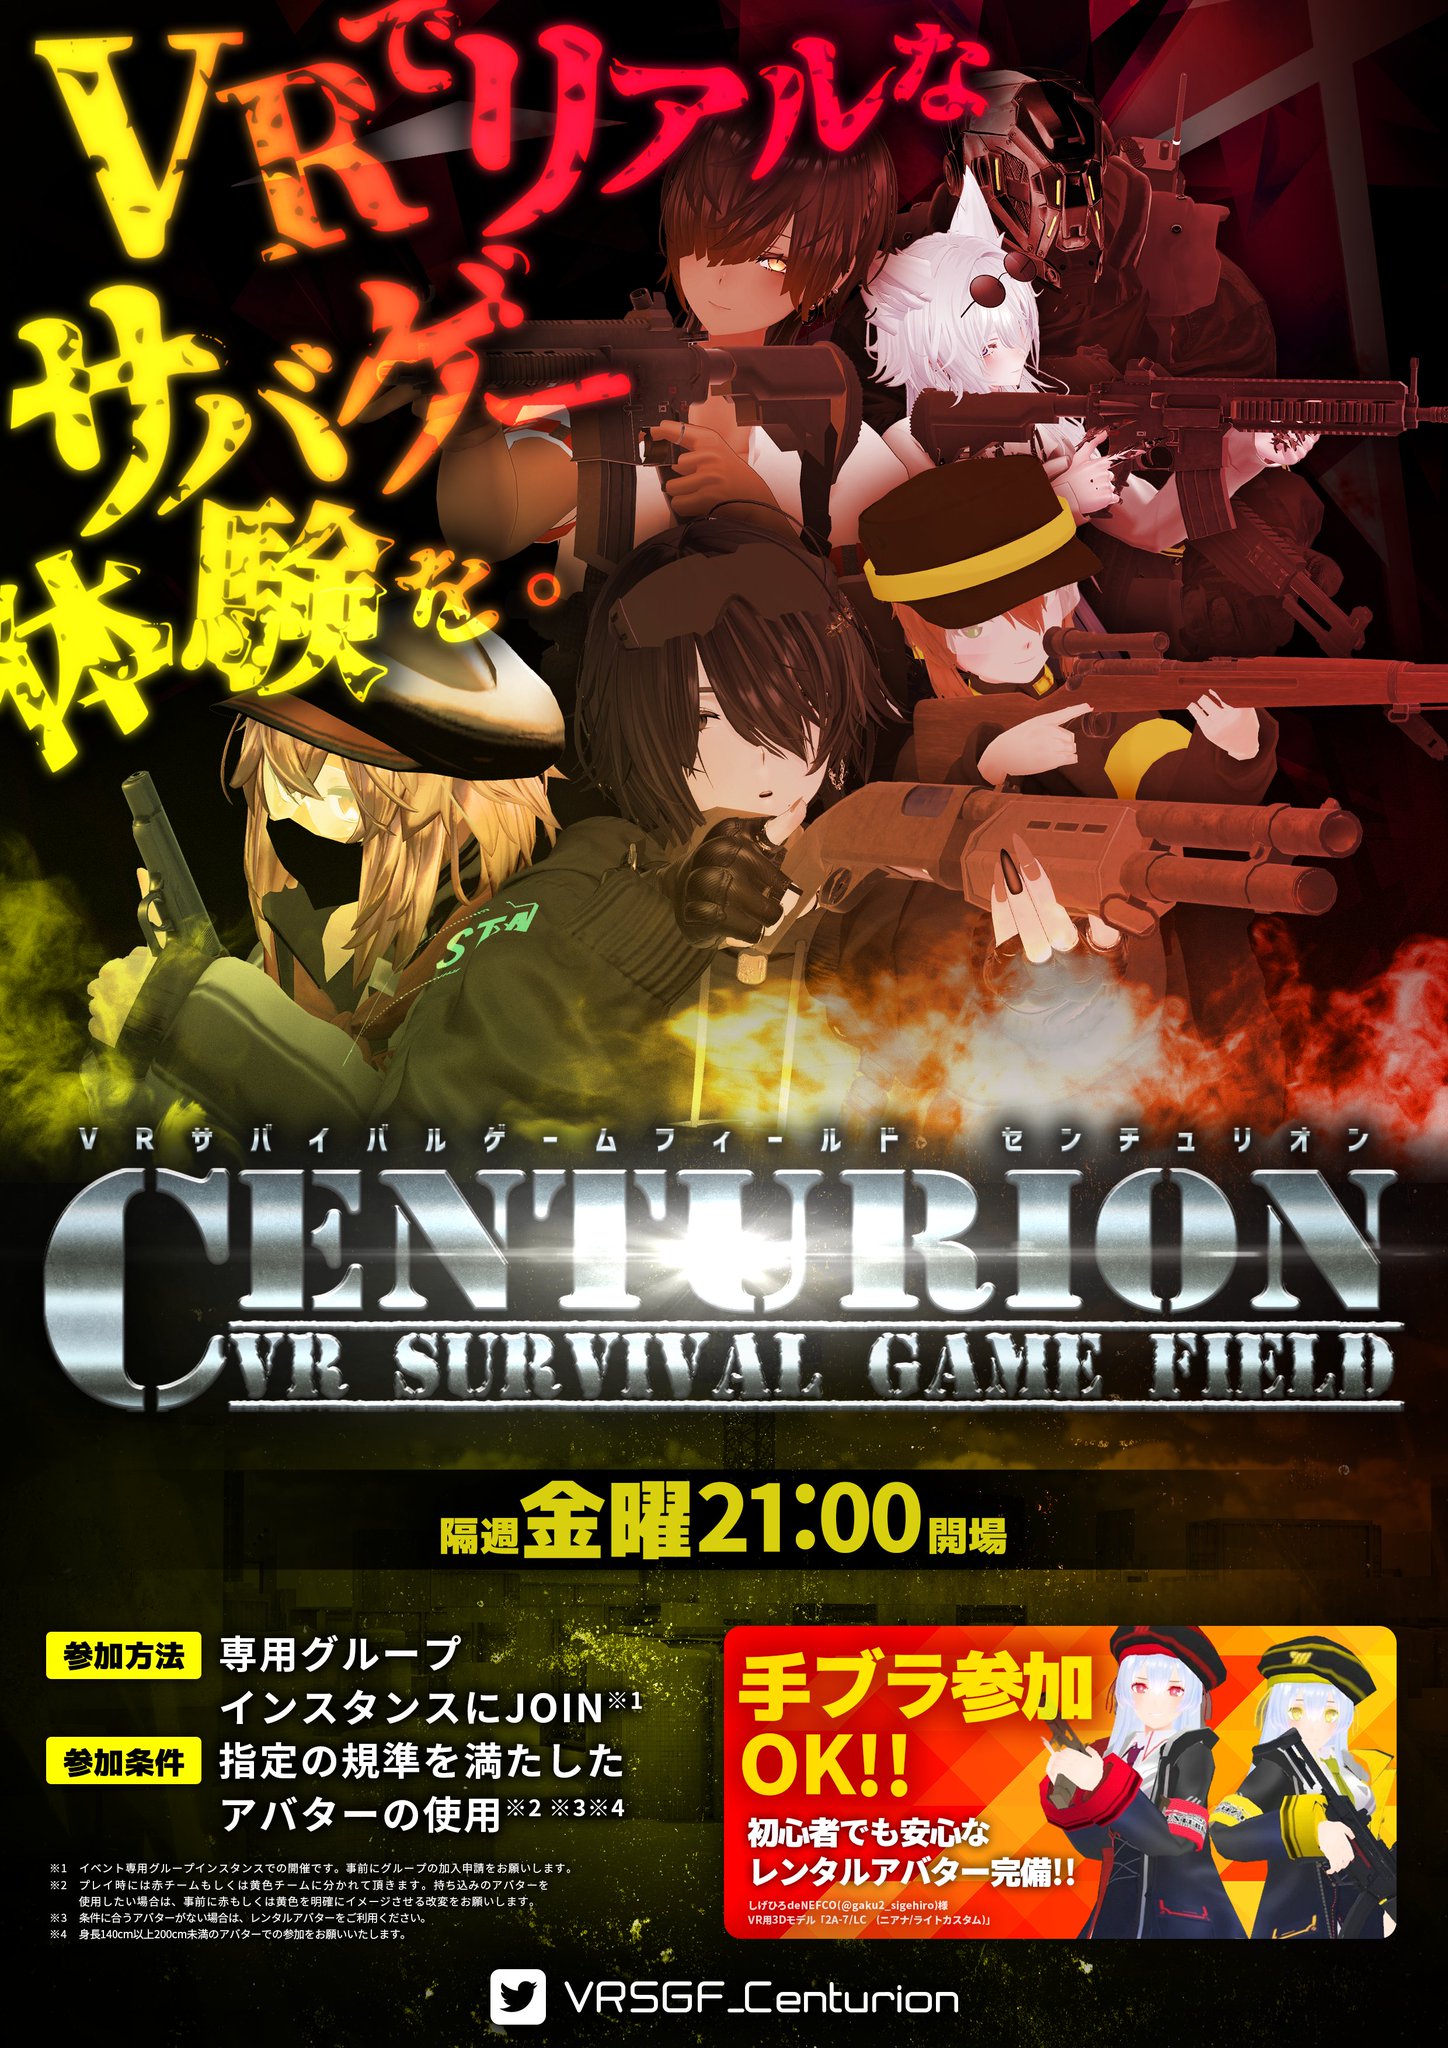 VRでリアルな
サバゲー
体験を。
STN
VRサバイバルゲームフィールド センチュリオン
CENTURION
VR SURVIVAL GAME FIELD
隔週金曜21:00開場
参加方法 専用グループ
インスタンスにJOIN※1
参加条件 指定の規準を満たした
アバターの使用※2 ※3※4
※1 イベント専用グループインスタンスでの開催です。事前にグループの加入申請をお願いします。
※2 プレイ時には赤チームもしくは黄色チームに分かれて頂きます。持ち込みのアバターを
使用したい場合は、事前に赤もしくは黄色を明確にイメージさせる改変をお願いします。
※3 条件に合うアバターがない場合は、レンタルアバターをご利用ください。
※4 身長140cm以上200cm未満のアバターでの参加をお願いいたします。
手ブラ参加
OK!!
初心者でも安心な
レンタルアバター完備!!
しげひろdeNEFCO(@gaku2_sigehiro)様
VR用3Dモデル「2A-7/LC (ニアナ/ライトカスタム)」
VRSGF_Centurion